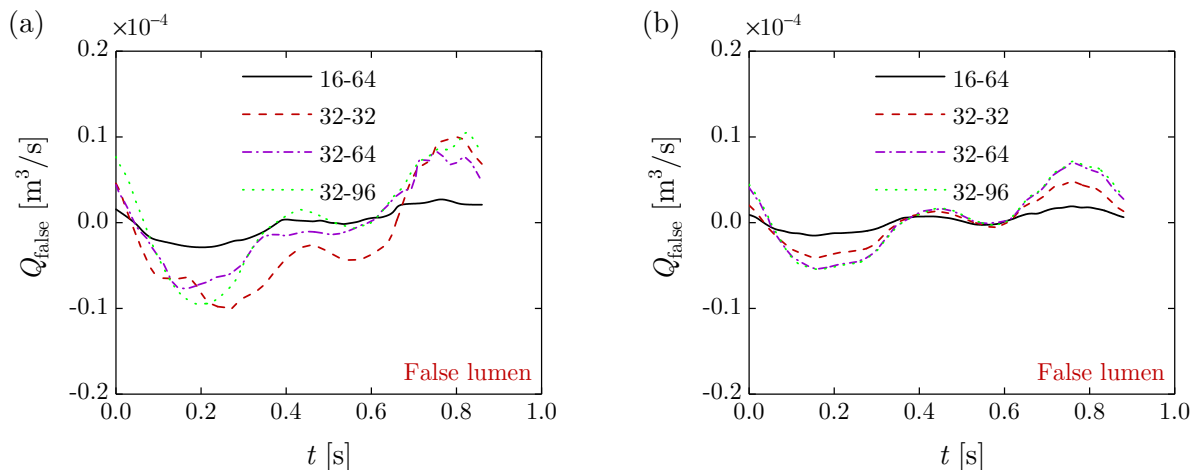 (a)
×10⁻⁴
0.2
0.1
0.0
-0.1
-0.2
Q_false [m³/s]
16-64
32-32
32-64
32-96
False lumen
0.0 0.2 0.4 0.6 0.8 1.0
t [s]
(b)
×10⁻⁴
0.2
0.1
0.0
-0.1
-0.2
Q_false [m³/s]
16-64
32-32
32-64
32-96
False lumen
0.0 0.2 0.4 0.6 0.8 1.0
t [s]